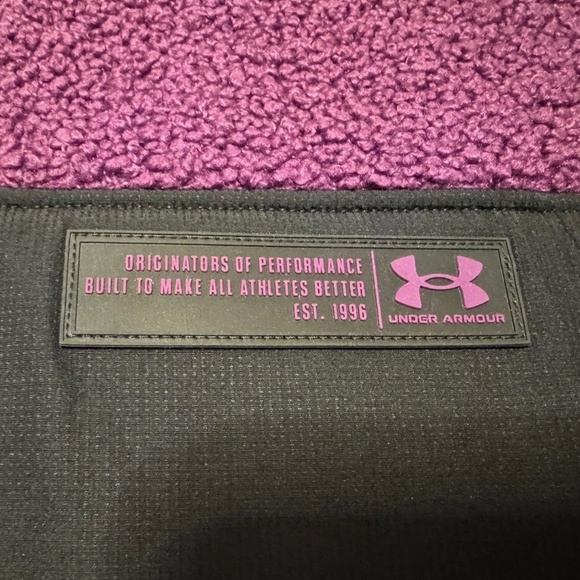 ORIGINATORS OF PERFORMANCE
BUILT TO MAKE ALL ATHLETES BETTER
EST. 1996
UNDER ARMOUR